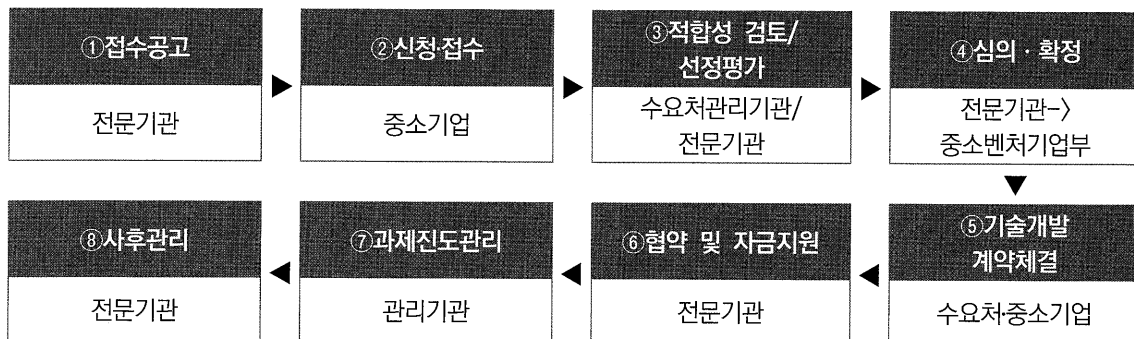 ①접수공고
전문기관
②신청·접수
중소기업
③적합성 검토/
선정평가
수요처관리기관/
전문기관
④심의·확정
전문기관->
중소벤처기업부
⑤기술개발
계약체결
수요처·중소기업
⑥협약 및 자금지원
전문기관
⑦과제진도관리
관리기관
⑧사후관리
전문기관